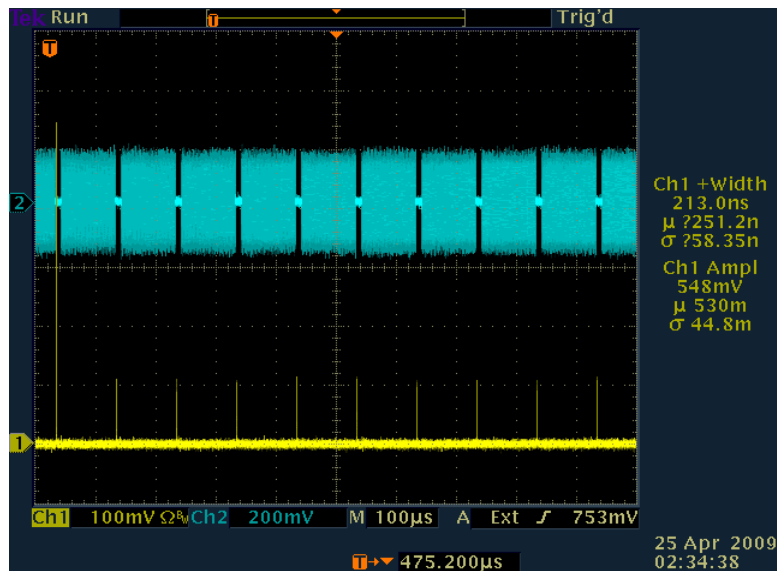 Tek Run Trig'd
T
T
2
Ch1 +Width
213.0ns
μ ?251.2n
σ ?58.35n
Ch1 Ampl
548mV
μ 530m
σ 44.8m
1
Ch1 100mV ΩBW Ch2 200mV M 100μs A Ext 753mV
25 Apr 2009
T 475.200μs 02:34:38